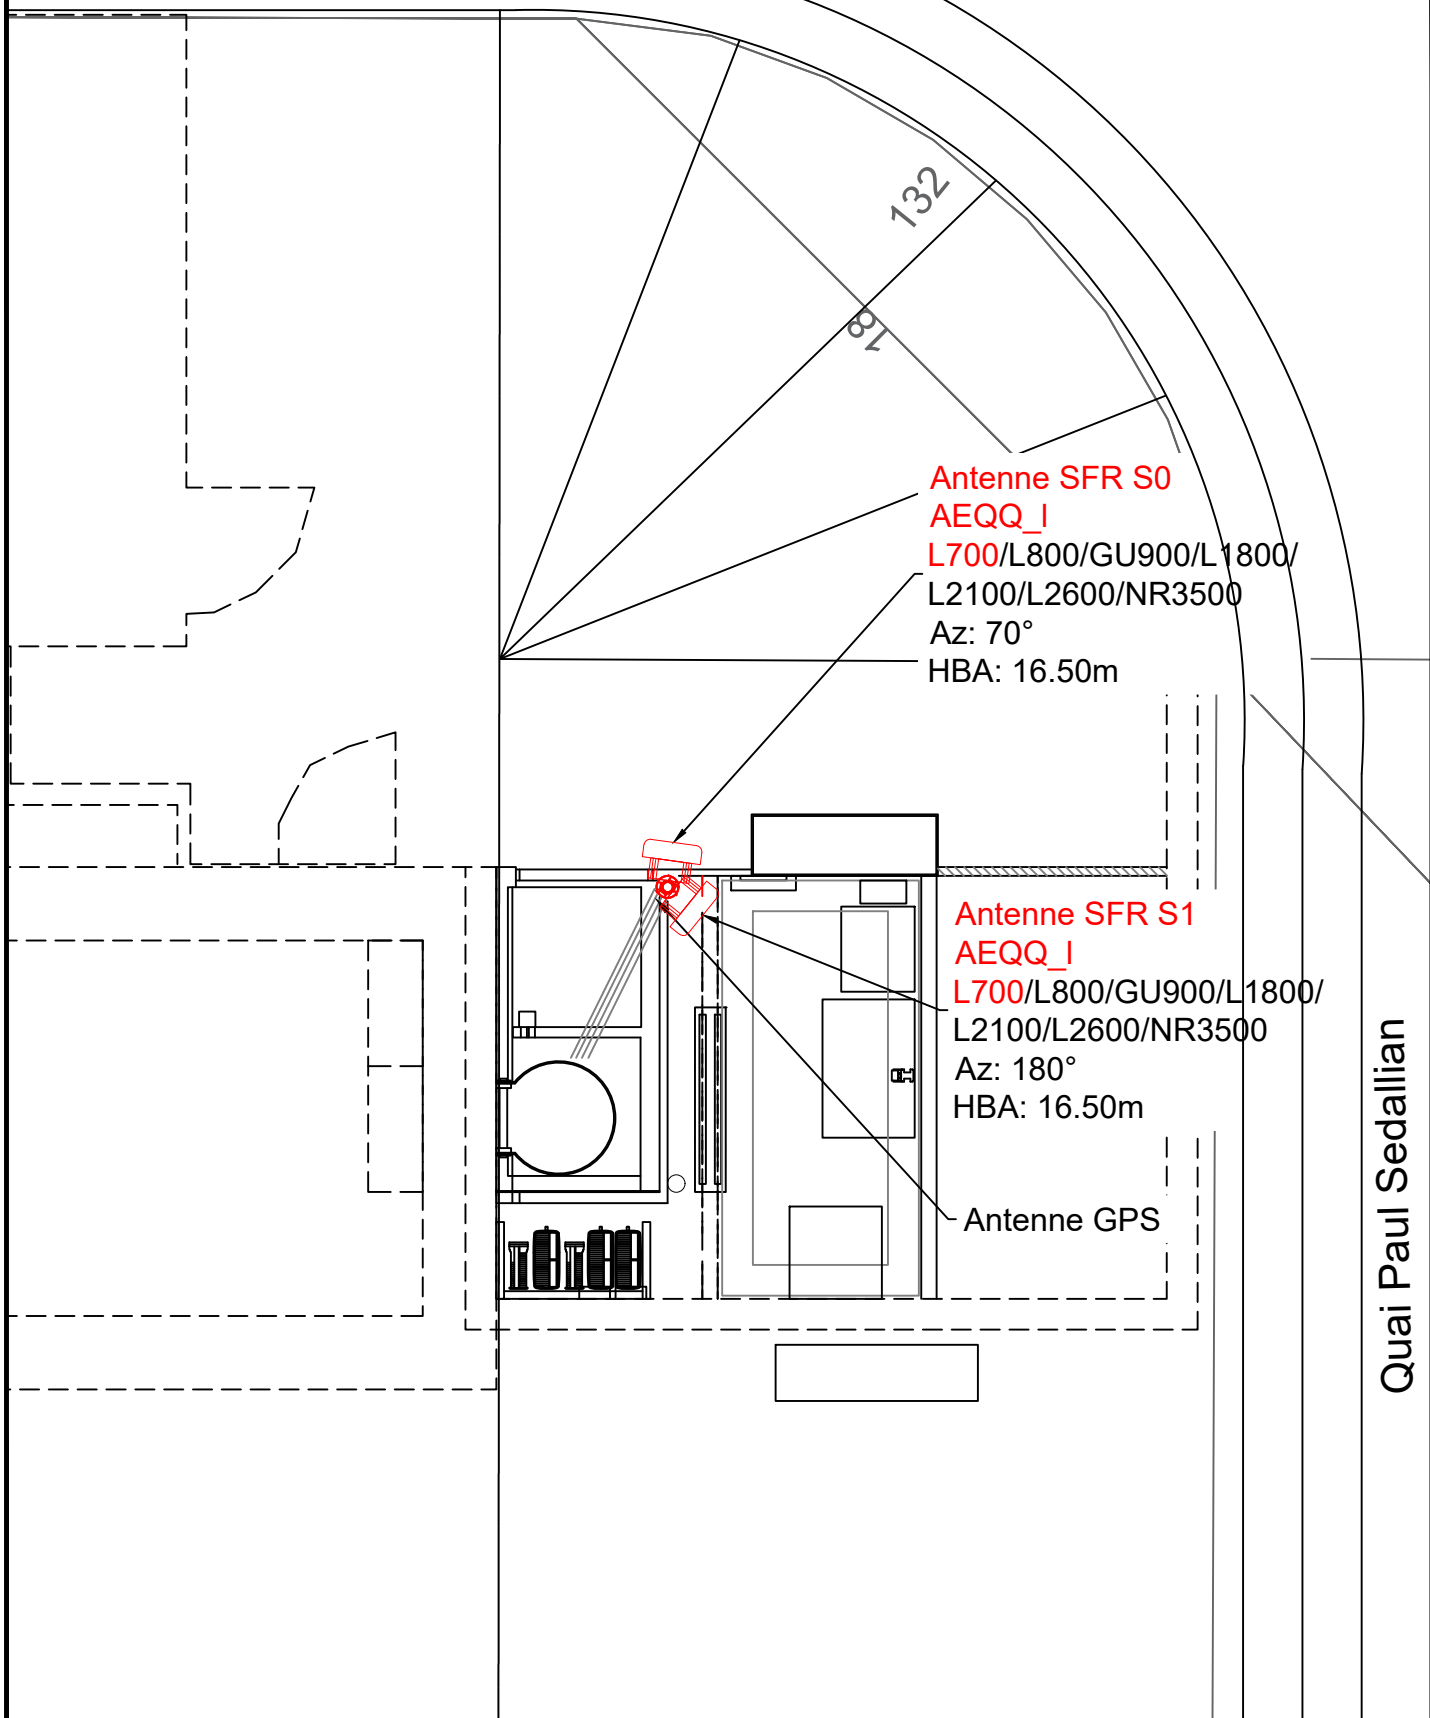 132
18
Antenne SFR S0
AEQQ_I
L700/L800/GU900/L1800/
L2100/L2600/NR3500
Az: 70°
HBA: 16.50m
Antenne SFR S1
AEQQ_I
L700/L800/GU900/L1800/
L2100/L2600/NR3500
Az: 180°
HBA: 16.50m
Antenne GPS
Quai Paul Sedallian